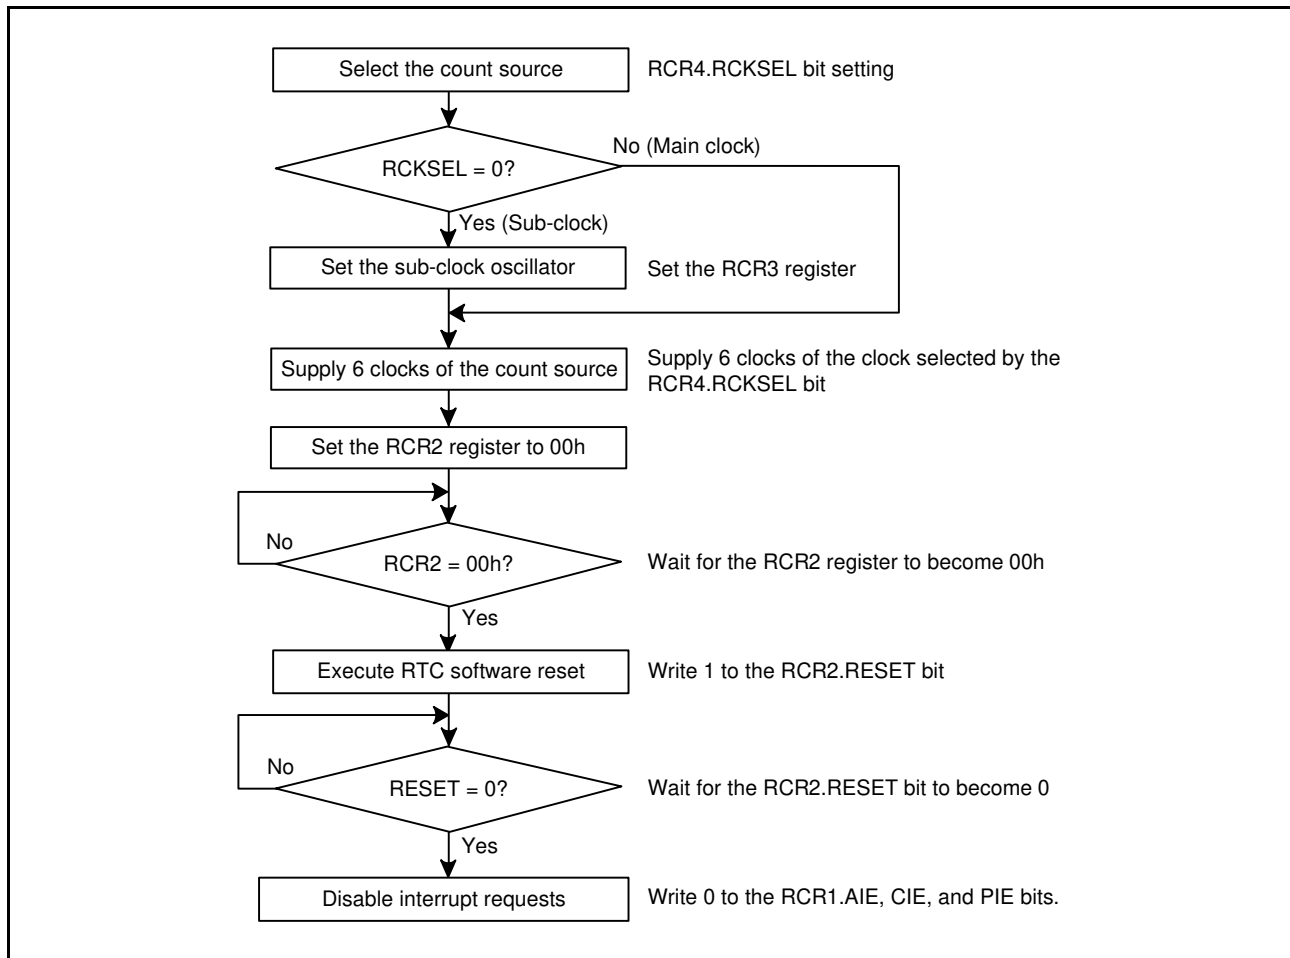 Select the count source
RCR4.RCKSEL bit setting
No (Main clock)
RCKSEL = 0?
Yes (Sub-clock)
Set the sub-clock oscillator
Set the RCR3 register
Supply 6 clocks of the count source
Supply 6 clocks of the clock selected by the
RCR4.RCKSEL bit
Set the RCR2 register to 00h
No
RCR2 = 00h?
Wait for the RCR2 register to become 00h
Yes
Execute RTC software reset
Write 1 to the RCR2.RESET bit
No
RESET = 0?
Wait for the RCR2.RESET bit to become 0
Yes
Disable interrupt requests
Write 0 to the RCR1.AIE, CIE, and PIE bits.